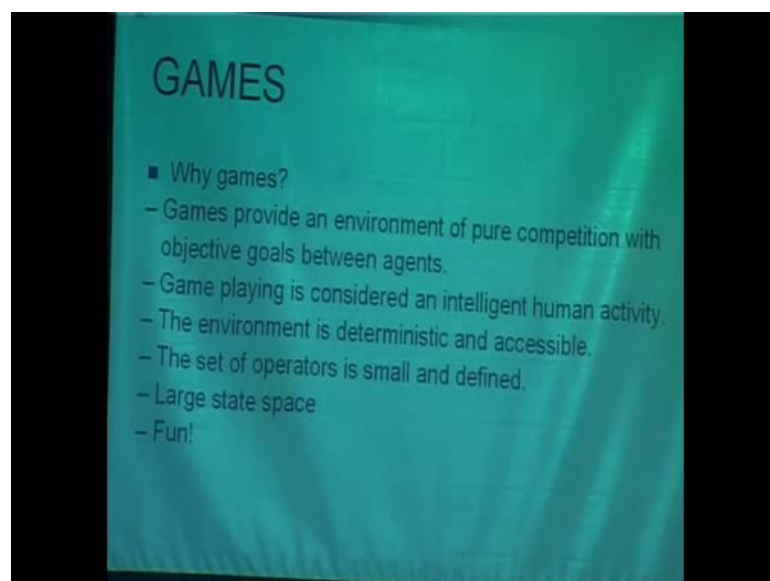 GAMES
▪ Why games?
– Games provide an environment of pure competition with
objective goals between agents.
– Game playing is considered an intelligent human activity.
– The environment is deterministic and accessible.
– The set of operators is small and defined.
– Large state space
– Fun!